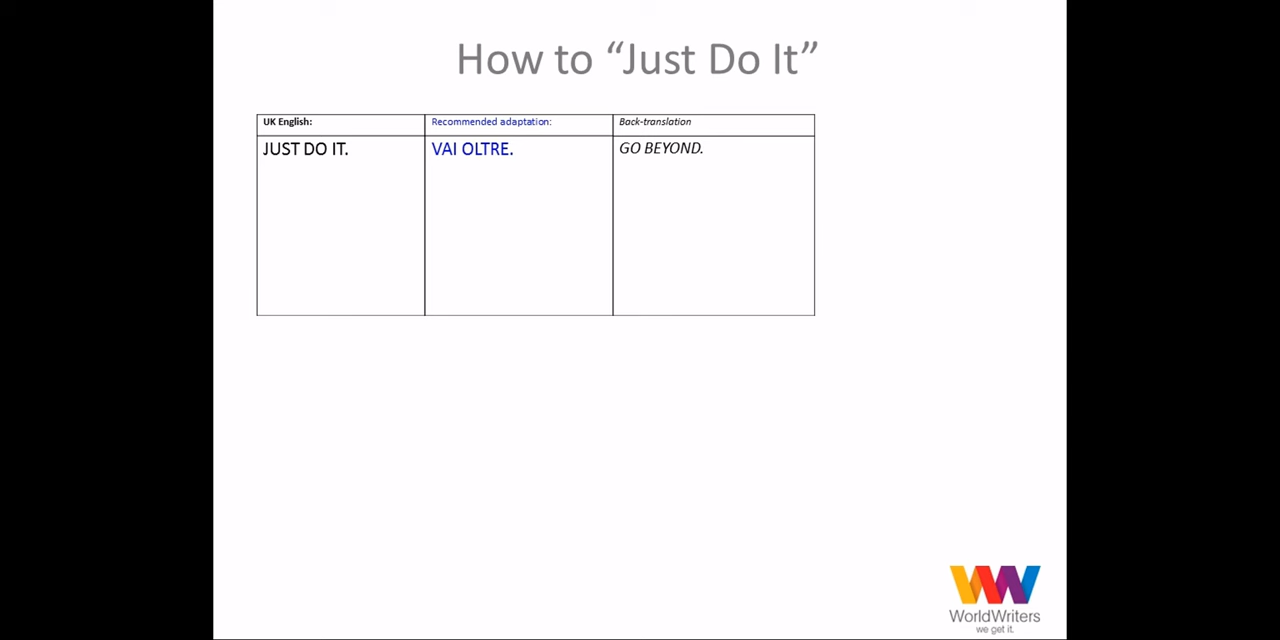 How to “Just Do It”
UK English:
Recommended adaptation:
Back-translation
JUST DO IT.
VAI OLTRE.
GO BEYOND.
WorldWriters
we get it.